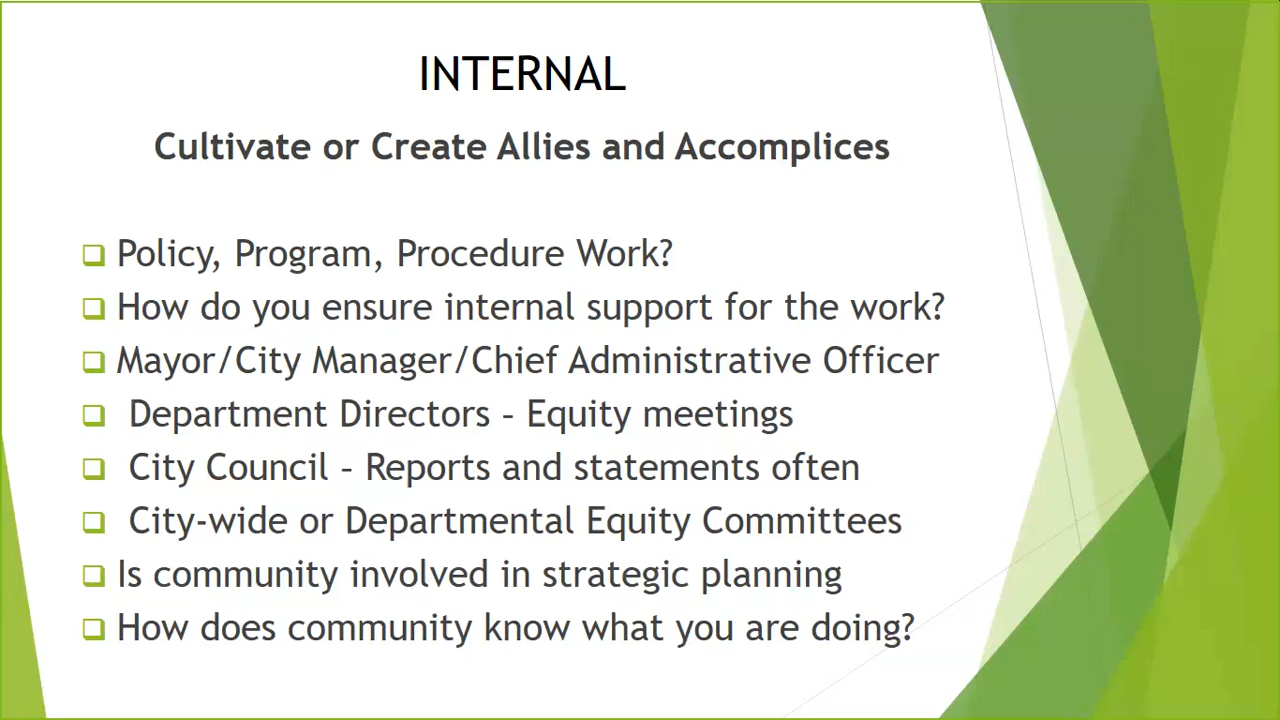 INTERNAL
Cultivate or Create Allies and Accomplices
Policy, Program, Procedure Work?
How do you ensure internal support for the work?
Mayor/City Manager/Chief Administrative Officer
Department Directors – Equity meetings
City Council – Reports and statements often
City-wide or Departmental Equity Committees
Is community involved in strategic planning
How does community know what you are doing?